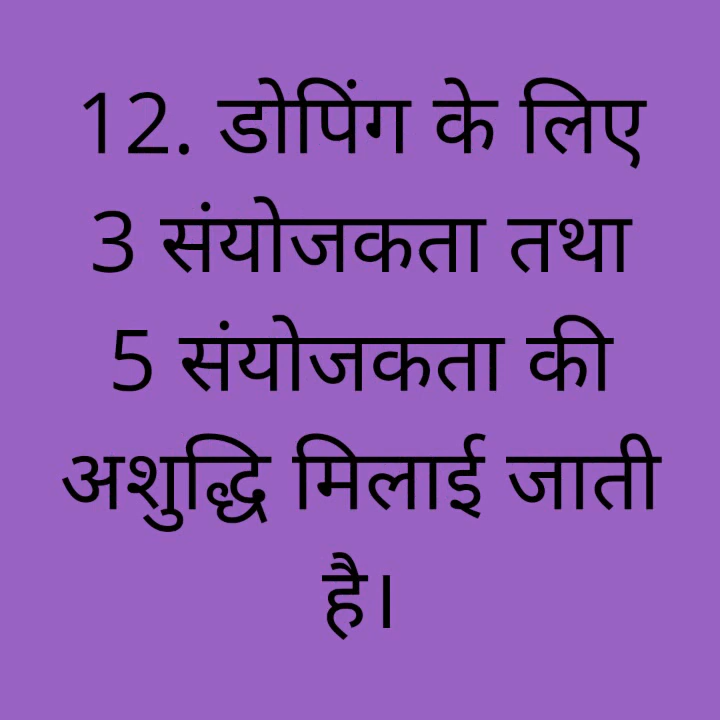 12. डोपिंग के लिए
3 संयोजकता तथा
5 संयोजकता की
अशुद्धि मिलाई जाती
है।